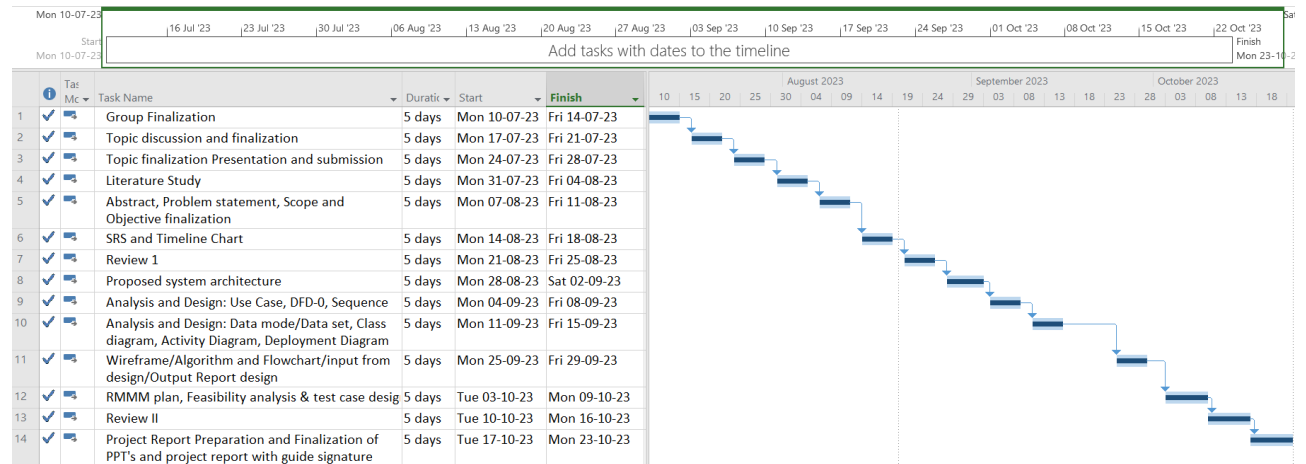 Mon 10-07-23
16 Jul '23 23 Jul '23 30 Jul '23 06 Aug '23 13 Aug '23 20 Aug '23 27 Aug '23 03 Sep '23 10 Sep '23 17 Sep '23 24 Sep '23 01 Oct '23 08 Oct '23 15 Oct '23 22 Oct '23
Start
Mon 10-07-23
Add tasks with dates to the timeline
Finish
Mon 23-10-2
Task Name Duratic Start Finish
August 2023 September 2023 October 2023
10 15 20 25 30 04 09 14 19 24 29 03 08 13 18 24 28 03 08 13 18
1 Group Finalization 5 days Mon 10-07-23 Fri 14-07-23
2 Topic discussion and finalization 5 days Mon 17-07-23 Fri 21-07-23
3 Topic finalization Presentation and submission 5 days Mon 24-07-23 Fri 28-07-23
4 Literature Study 5 days Mon 31-07-23 Fri 04-08-23
5 Abstract, Problem statement, Scope and 5 days Mon 07-08-23 Fri 11-08-23
Objective finalization
6 SRS and Timeline Chart 5 days Mon 14-08-23 Fri 18-08-23
7 Review 1 5 days Mon 21-08-23 Fri 25-08-23
8 Proposed system architecture 5 days Mon 28-08-23 Sat 02-09-23
9 Analysis and Design: Use Case, DFD-0, Sequence 5 days Mon 04-09-23 Fri 08-09-23
10 Analysis and Design: Data mode/Data set, Class 5 days Mon 11-09-23 Fri 15-09-23
diagram, Activity Diagram, Deployment Diagram
11 Wireframe/Algorithm and Flowchart/input from 5 days Mon 25-09-23 Fri 29-09-23
design/Output Report design
12 RMMM plan, Feasibility analysis & test case desig 5 days Tue 03-10-23 Mon 09-10-23
13 Review II 5 days Tue 10-10-23 Mon 16-10-23
14 Project Report Preparation and Finalization of 5 days Tue 17-10-23 Mon 23-10-23
PPT's and project report with guide signature